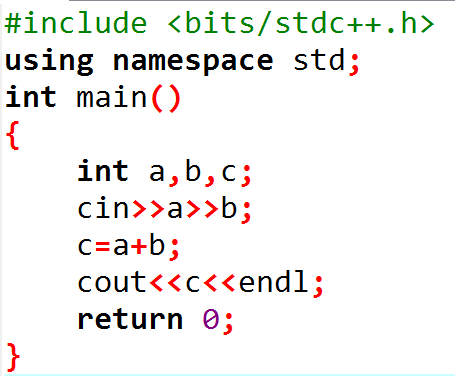 #include <bits/stdc++.h>
using namespace std;
int main()
{
    int a,b,c;
    cin>>a>>b;
    c=a+b;
    cout<<c<<endl;
    return 0;
}